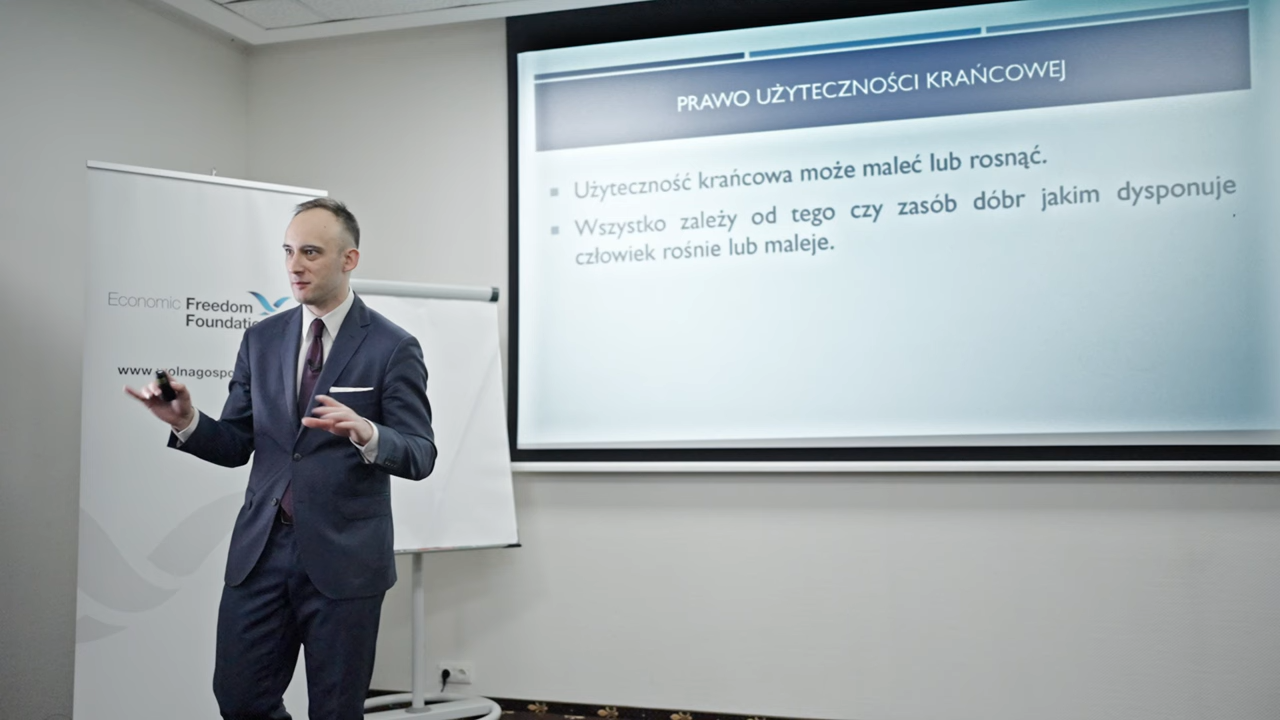 PRAWO UŻYTECZNOŚCI KRAŃCOWEJ
Użyteczność krańcowa może maleć lub rosnąć.
Wszystko zależy od tego czy zasób dóbr jakim dysponuje
człowiek rośnie lub maleje.
Economic Freedom